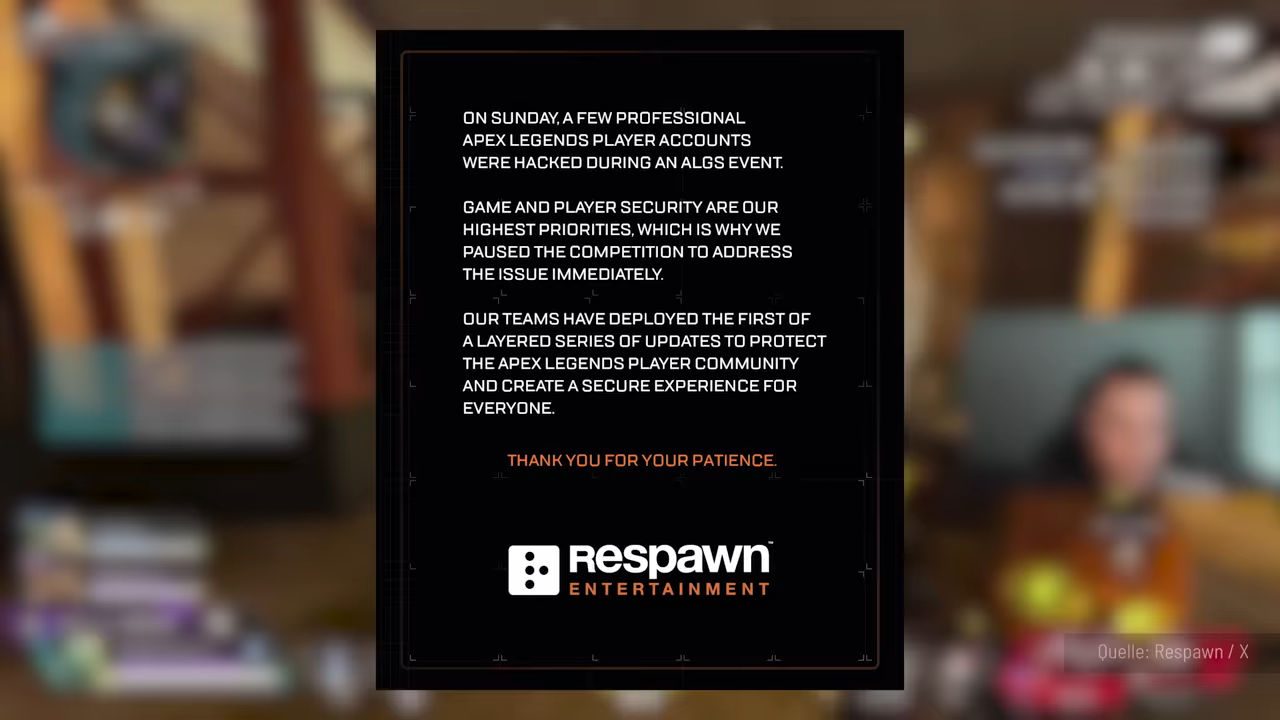 ON SUNDAY, A FEW PROFESSIONAL
APEX LEGENDS PLAYER ACCOUNTS
WERE HACKED DURING AN ALGS EVENT.
GAME AND PLAYER SECURITY ARE OUR
HIGHEST PRIORITIES, WHICH IS WHY WE
PAUSED THE COMPETITION TO ADDRESS
THE ISSUE IMMEDIATELY.
OUR TEAMS HAVE DEPLOYED THE FIRST OF
A LAYERED SERIES OF UPDATES TO PROTECT
THE APEX LEGENDS PLAYER COMMUNITY
AND CREATE A SECURE EXPERIENCE FOR
EVERYONE.
THANK YOU FOR YOUR PATIENCE.
Respawn™
ENTERTAINMENT
Quelle: Respawn / X